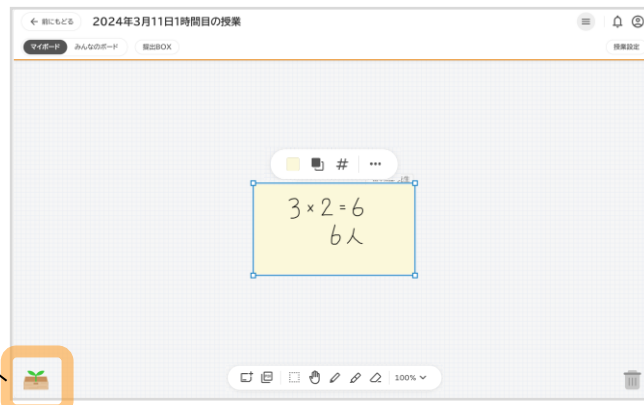 ← 前にもどる
2024年3月11日1時間目の授業
マイボード
みんなのボード
提出BOX
授業設定
#
3×2=6
6人
100%